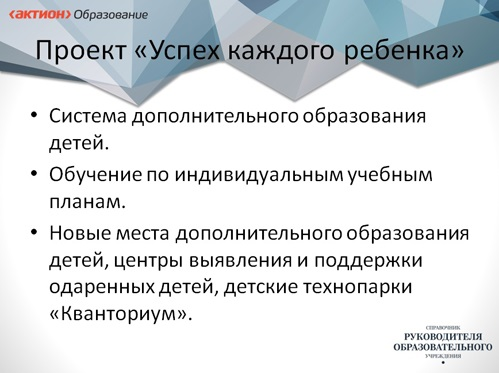 ‹актион› Образование
Проект «Успех каждого ребенка»
• Система дополнительного образования
детей.
• Обучение по индивидуальным учебным
планам.
• Новые места дополнительного образования
детей, центры выявления и поддержки
одаренных детей, детские технопарки
«Кванториум».
СПРАВОЧНИК
РУКОВОДИТЕЛЯ
ОБРАЗОВАТЕЛЬНОГО
УЧРЕЖДЕНИЯ